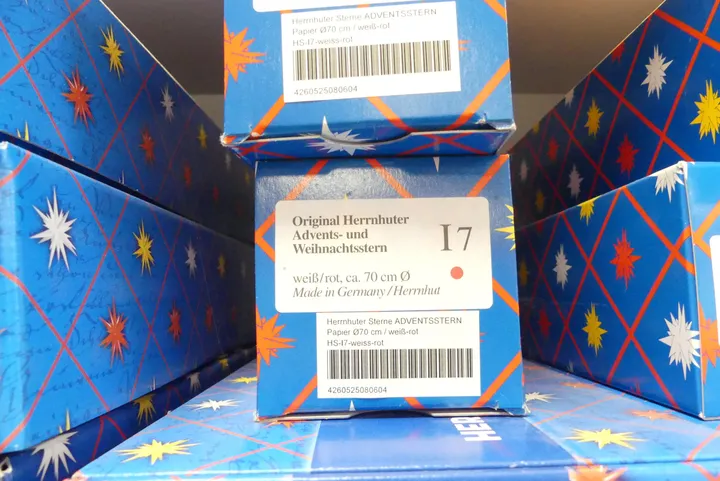 Herrnhuter Sterne ADVENTSSTERN
Papier Ø70 cm / weiß-rot
HS-I7-weiss-rot
4260525080604
Original Herrnhuter
Advents- und
Weihnachtsstern
I7
weiß/rot, ca. 70 cm Ø
Made in Germany/Herrnhut
Herrnhuter Sterne ADVENTSSTERN
Papier Ø70 cm / weiß-rot
HS-I7-weiss-rot
4260525080604
HER